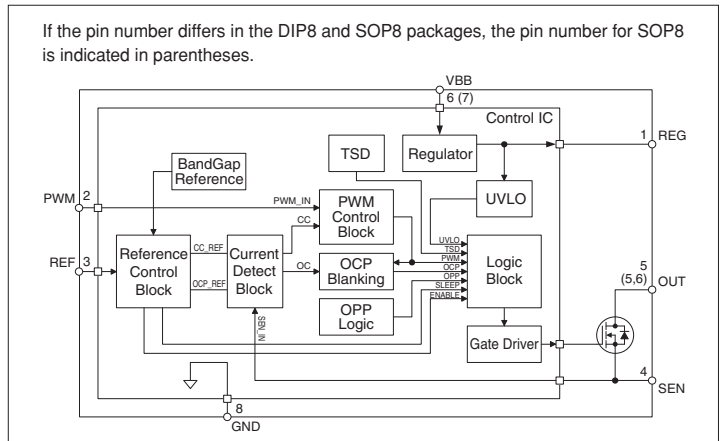 If the pin number differs in the DIP8 and SOP8 packages, the pin number for SOP8
is indicated in parentheses.
VBB
6 (7)
Control IC
1
REG
TSD
Regulator
BandGap
Reference
UVLO
PWM
2
PWM_IN
CC
PWM
Control
Block
REF
3
Reference
Control
Block
CC_REF
OCP_REF
Current
Detect
Block
OC
OCP
Blanking
OPP
Logic
UVLO
TSD
PWM
OCP
OPP
SLEEP
ENABLE
Logic
Block
5
(5,6)
OUT
SEN_IN
Gate Driver
4
SEN
8
GND